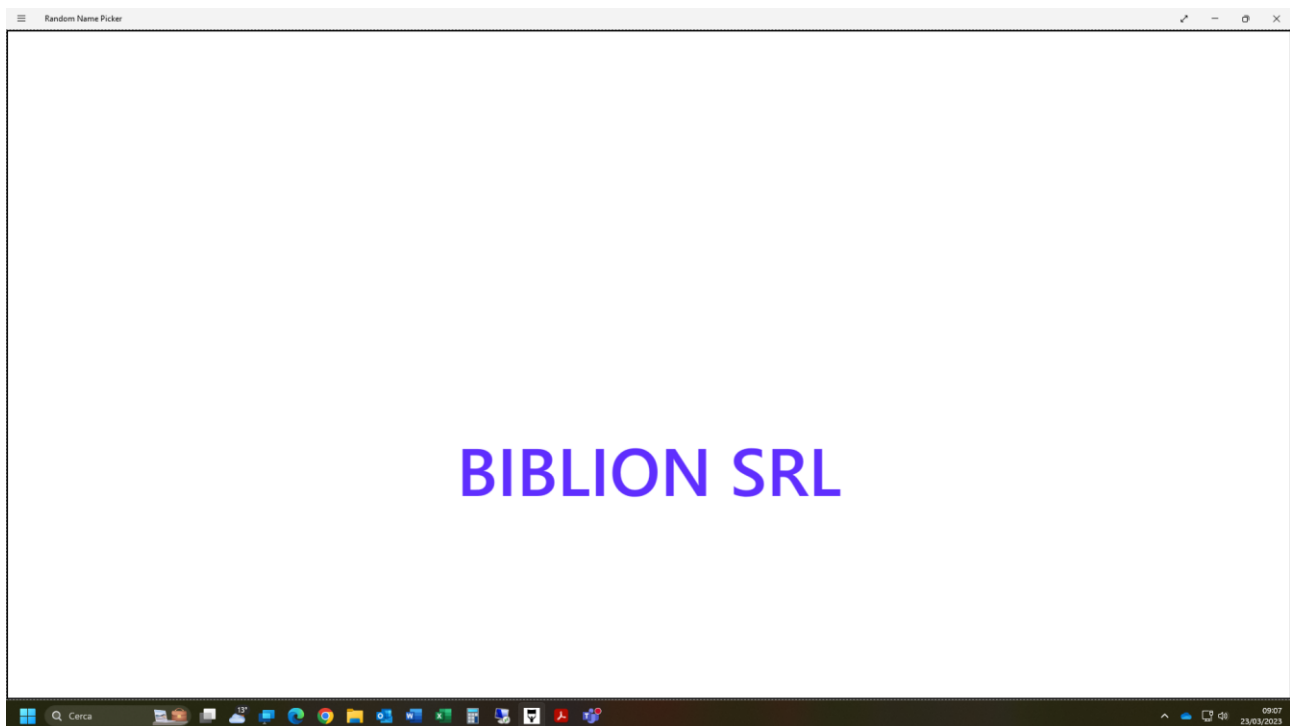 Random Name Picker
BIBLION SRL
Cerca
13°
09:07
23/03/2023